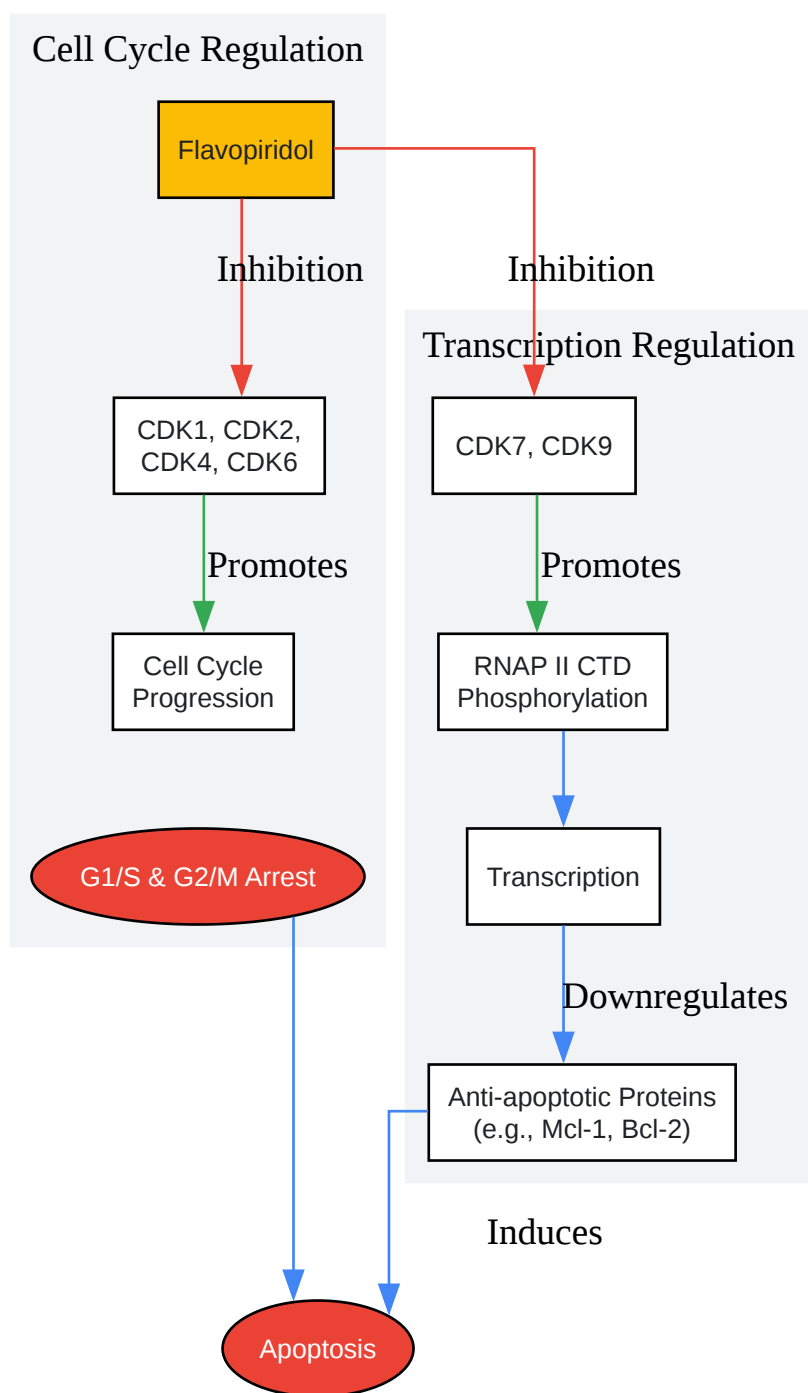 Cell Cycle Regulation
Flavopiridol
Inhibition
Inhibition
Transcription Regulation
CDK1, CDK2,
CDK4, CDK6
CDK7, CDK9
Promotes
Promotes
Cell Cycle
Progression
RNAP II CTD
Phosphorylation
G1/S & G2/M Arrest
Transcription
Downregulates
Anti-apoptotic Proteins
(e.g., Mcl-1, Bcl-2)
Induces
Apoptosis